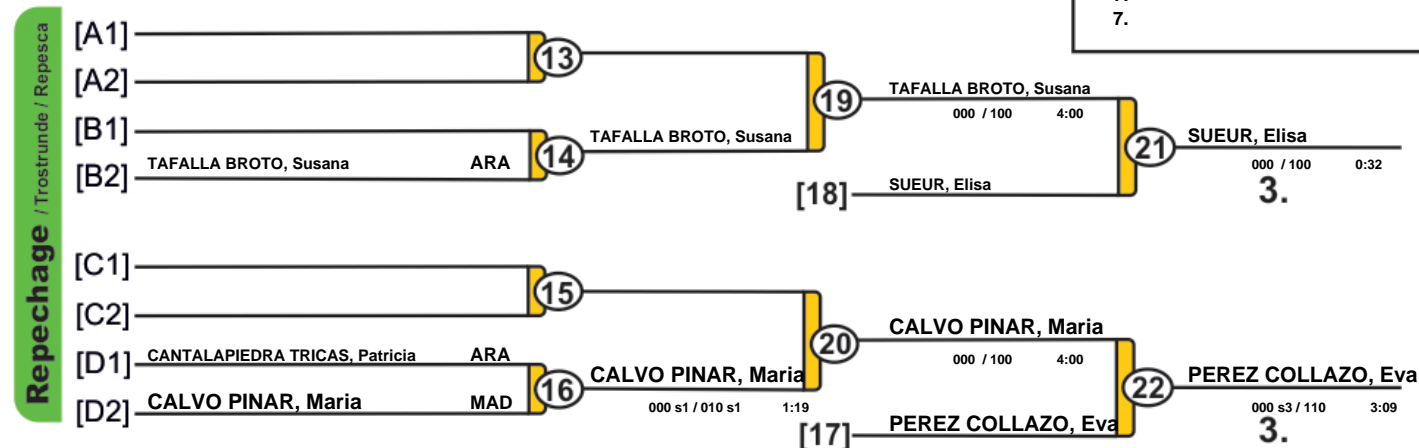 7.
Repechage / Trostrunde / Repesca
[A1]
13
[A2]
19
TAFALLA BROTO, Susana
000 / 100 4:00
[B1]
TAFALLA BROTO, Susana
21
SUEUR, Elisa
TAFALLA BROTO, Susana ARA
14
000 / 100 0:32
[B2]
[18]
SUEUR, Elisa
3.
[C1]
15
[C2]
20
CALVO PINAR, Maria
000 / 100 4:00
[D1]
CANTALAPIEDRA TRICAS, Patricia ARA
16
CALVO PINAR, Maria
22
PEREZ COLLAZO, Eva
[D2]
CALVO PINAR, Maria MAD
000 s1 / 010 s1 1:19
000 s3 / 110 3:09
[17]
PEREZ COLLAZO, Eva
3.